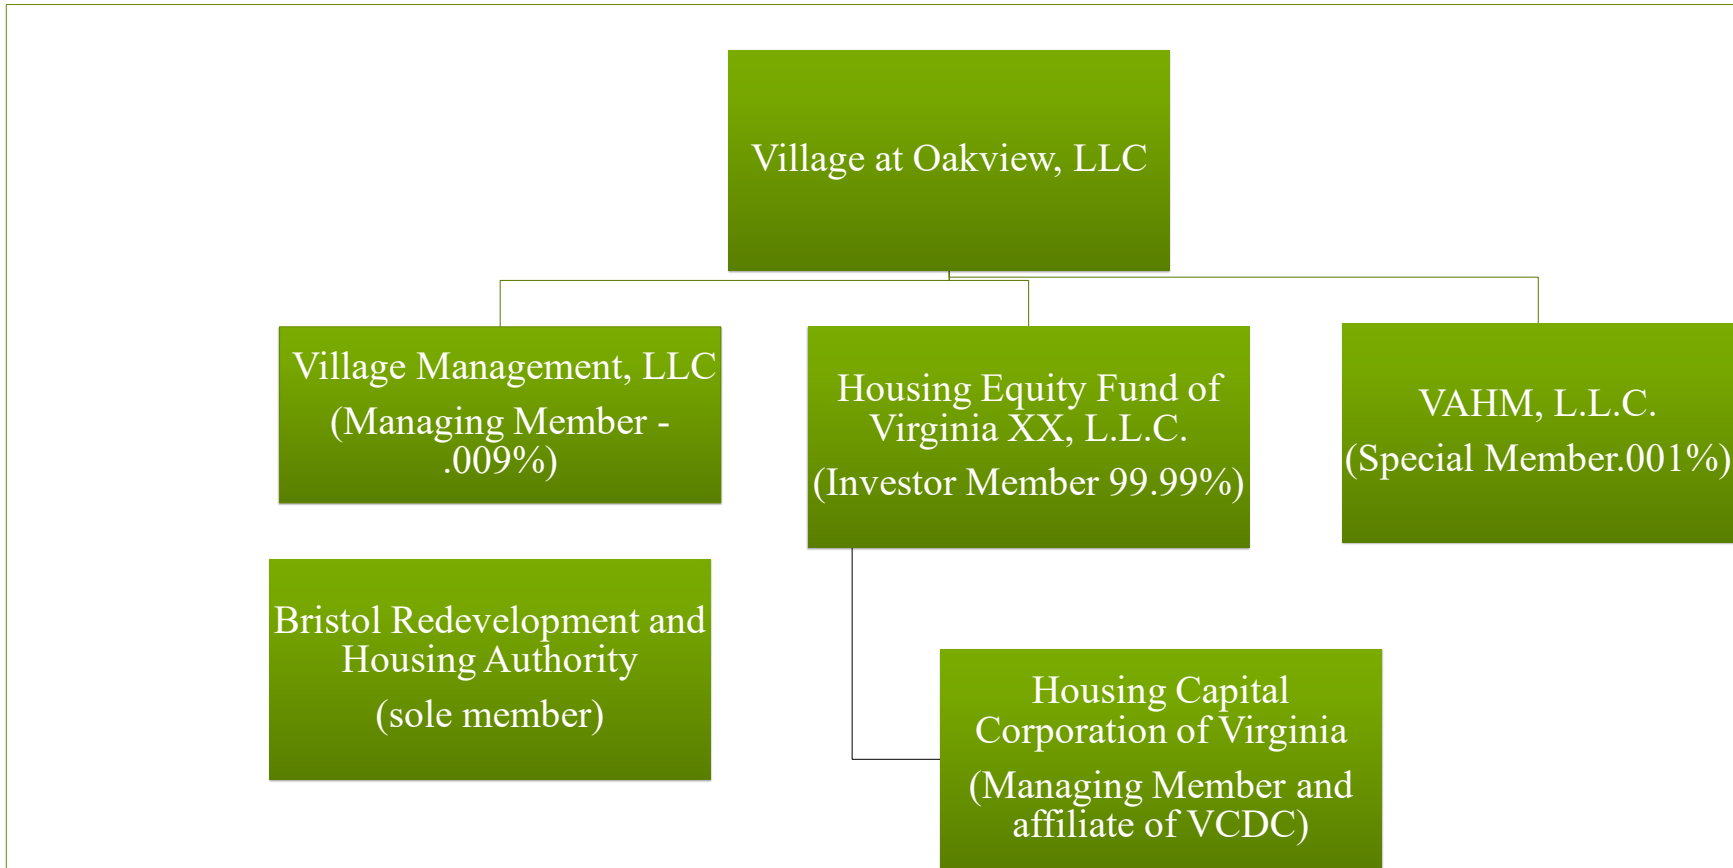 Village at Oakview, LLC
Village Management, LLC
(Managing Member -
.009%)
Housing Equity Fund of
Virginia XX, L.L.C.
(Investor Member 99.99%)
VAHM, L.L.C.
(Special Member.001%)
Bristol Redevelopment and
Housing Authority
(sole member)
Housing Capital
Corporation of Virginia
(Managing Member and
affiliate of VCDC)